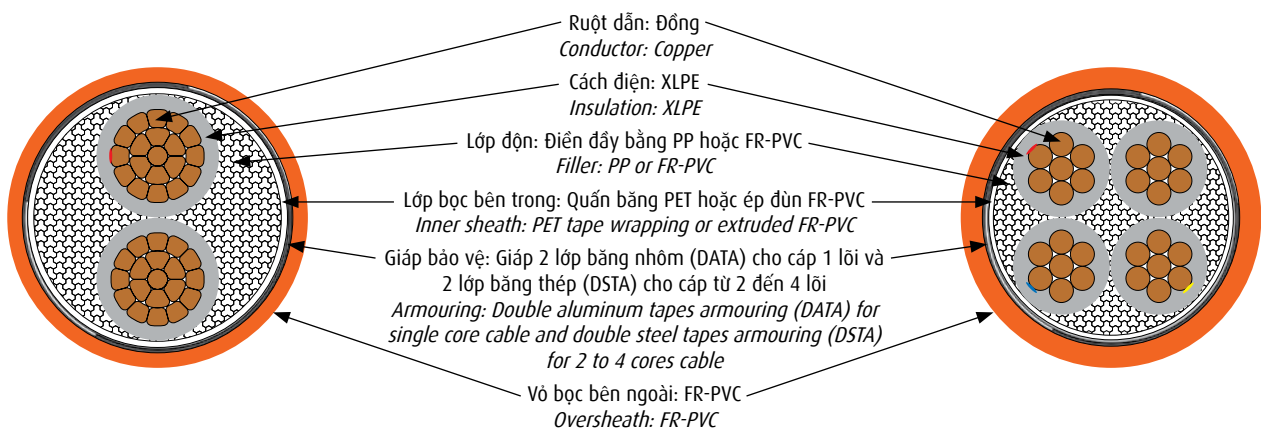 Ruột dẫn: Đồng
Conductor: Copper
Cách điện: XLPE
Insulation: XLPE
Lớp độn: Điền đầy bằng PP hoặc FR-PVC
Filler: PP or FR-PVC
Lớp bọc bên trong: Quấn băng PET hoặc ép đùn FR-PVC
Inner sheath: PET tape wrapping or extruded FR-PVC
Giáp bảo vệ: Giáp 2 lớp băng nhôm (DATA) cho cáp 1 lõi và
2 lớp băng thép (DSTA) cho cáp từ 2 đến 4 lõi
Armouring: Double aluminum tapes armouring (DATA) for
single core cable and double steel tapes armouring (DSTA)
for 2 to 4 cores cable
Vỏ bọc bên ngoài: FR-PVC
Oversheath: FR-PVC